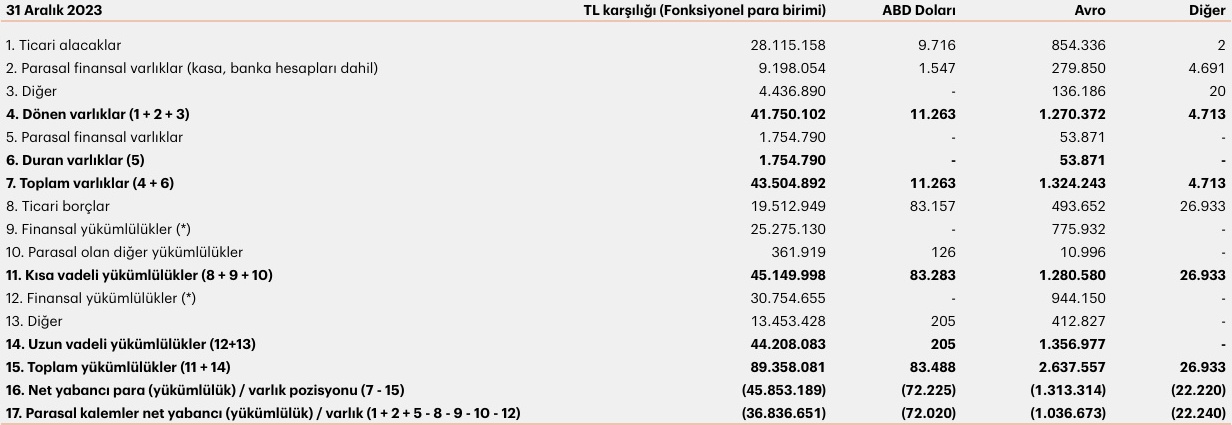 31 Aralık 2023 TL karşılığı (Fonksiyonel para birimi) ABD Doları Avro Diğer
1. Ticari alacaklar 28.115.158 9.716 854.336 2
2. Parasal finansal varlıklar (kasa, banka hesapları dahil) 9.198.054 1.547 279.850 4.691
3. Diğer 4.436.890 - 136.186 20
4. Dönen varlıklar (1 + 2 + 3) 41.750.102 11.263 1.270.372 4.713
5. Parasal finansal varlıklar 1.754.790 - 53.871 -
6. Duran varlıklar (5) 1.754.790 - 53.871 -
7. Toplam varlıklar (4 + 6) 43.504.892 11.263 1.324.243 4.713
8. Ticari borçlar 19.512.949 83.157 493.652 26.933
9. Finansal yükümlülükler (*) 25.275.130 - 775.932 -
10. Parasal olan diğer yükümlülükler 361.919 126 10.996 -
11. Kısa vadeli yükümlülükler (8 + 9 + 10) 45.149.998 83.283 1.280.580 26.933
12. Finansal yükümlülükler (*) 30.754.655 - 944.150 -
13. Diğer 13.453.428 205 412.827 -
14. Uzun vadeli yükümlülükler (12+13) 44.208.083 205 1.356.977 -
15. Toplam yükümlülükler (11 + 14) 89.358.081 83.488 2.637.557 26.933
16. Net yabancı para (yükümlülük) / varlık pozisyonu (7 - 15) (45.853.189) (72.225) (1.313.314) (22.220)
17. Parasal kalemler net yabancı (yükümlülük) / varlık (1 + 2 + 5 - 8 - 9 - 10 - 12) (36.836.651) (72.020) (1.036.673) (22.240)